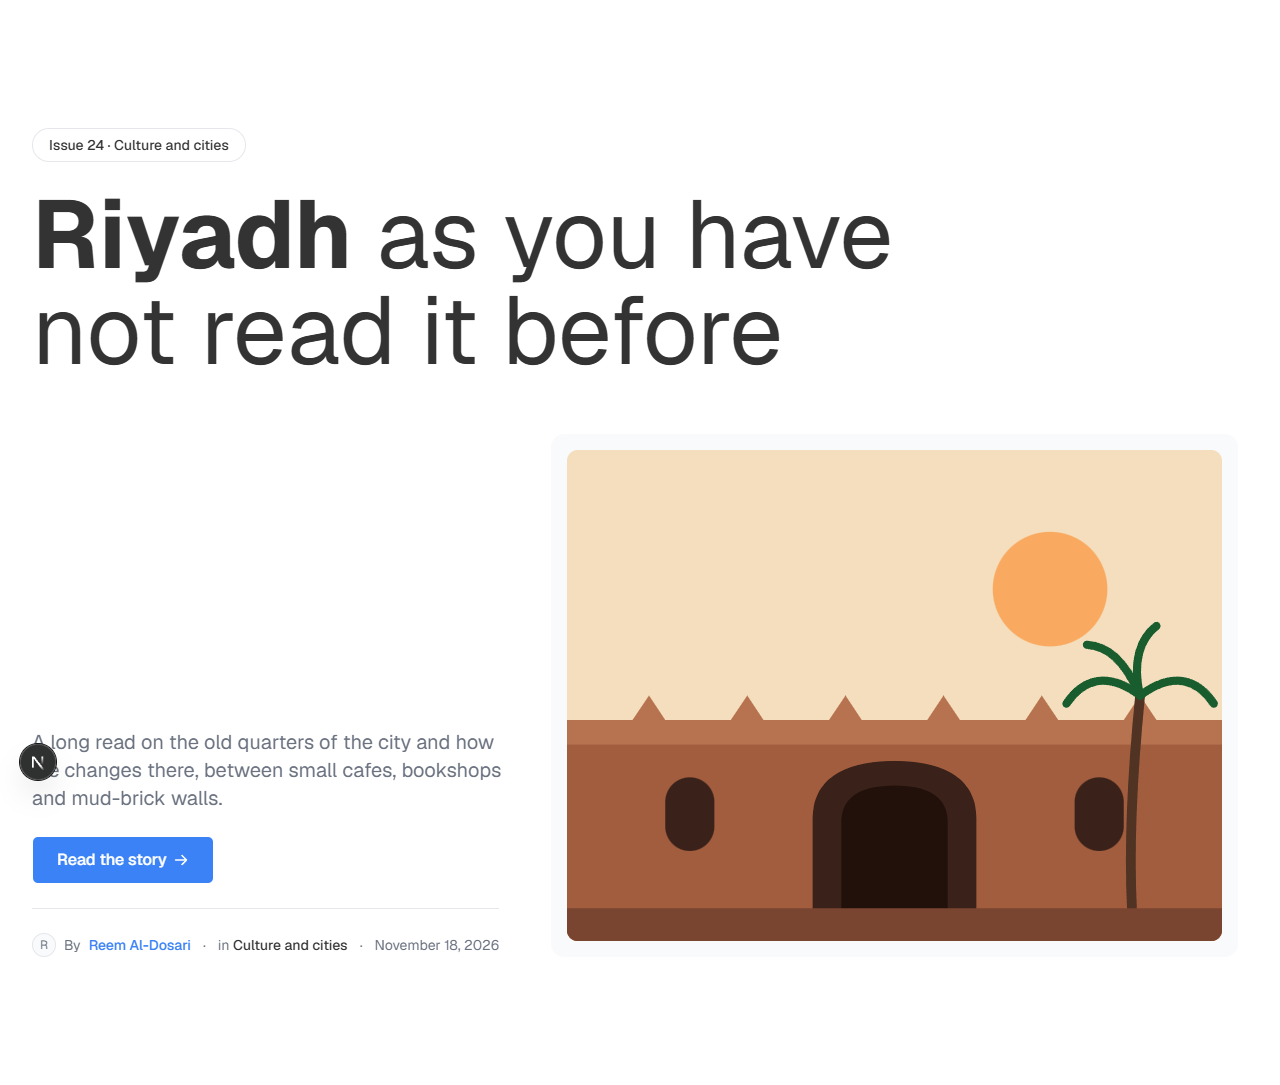 Issue 24 · Culture and cities
Riyadh as you have
not read it before
A long read on the old quarters of the city and how
changes there, between small cafes, bookshops
and mud-brick walls.
Read the story →
R By Reem Al-Dosari · in Culture and cities · November 18, 2026
N